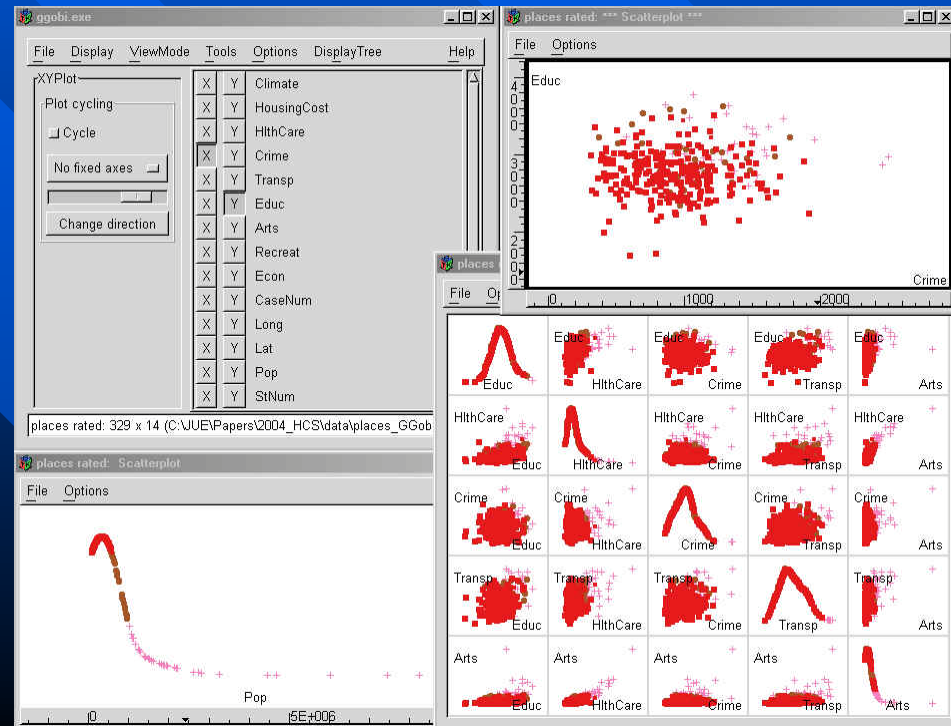 ggobi.exe
File Display ViewMode Tools Options DisplayTree Help
XYPlot
Plot cycling
Cycle
No fixed axes
Change direction
X Y Climate
X Y HousingCost
X Y HlthCare
X Y Crime
X Y Transp
X Y Educ
X Y Arts
X Y Recreat
X Y Econ
X Y CaseNum
X Y Long
X Y Lat
X Y Pop
X Y StNum
places rated: 329 x 14 (C:\JUE\Papers\2004_HCS\data\places_GGob
places rated: *** Scatterplot ***
File Options
Educ
Crime
0 1000 2000
places rated: Scatterplot
File Options
Pop
0 5E+006
places
File
Educ Educ Educ Educ Educ
HlthCare Crime Transp Arts
HlthCare HlthCare HlthCare HlthCare
Educ HlthCare Crime Transp Arts
Crime Crime Crime Crime
Educ HlthCare Crime Transp Arts
Transp Transp Transp Transp
Educ HlthCare Crime Transp Arts
Arts Arts Arts Arts
Educ HlthCare Crime Transp Arts